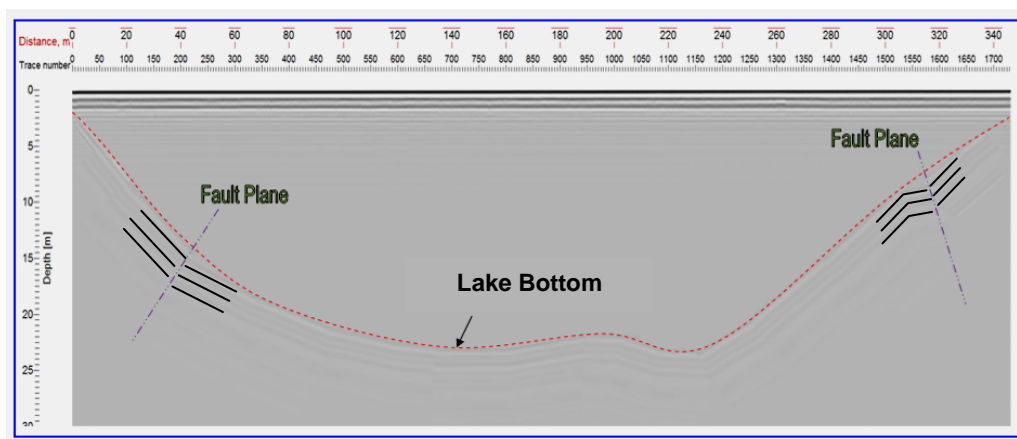 Distance, m 0 20 40 60 80 100 120 140 160 180 200 220 240 260 280 300 320 340
Trace number 0 50 100 150 200 250 300 350 400 450 500 550 600 650 700 750 800 850 900 950 1000 1050 1100 1150 1200 1250 1300 1350 1400 1450 1500 1550 1600 1650 1700
0
Fault Plane
5
Fault Plane
10
Depth [m]
15
Lake Bottom
20
25
30